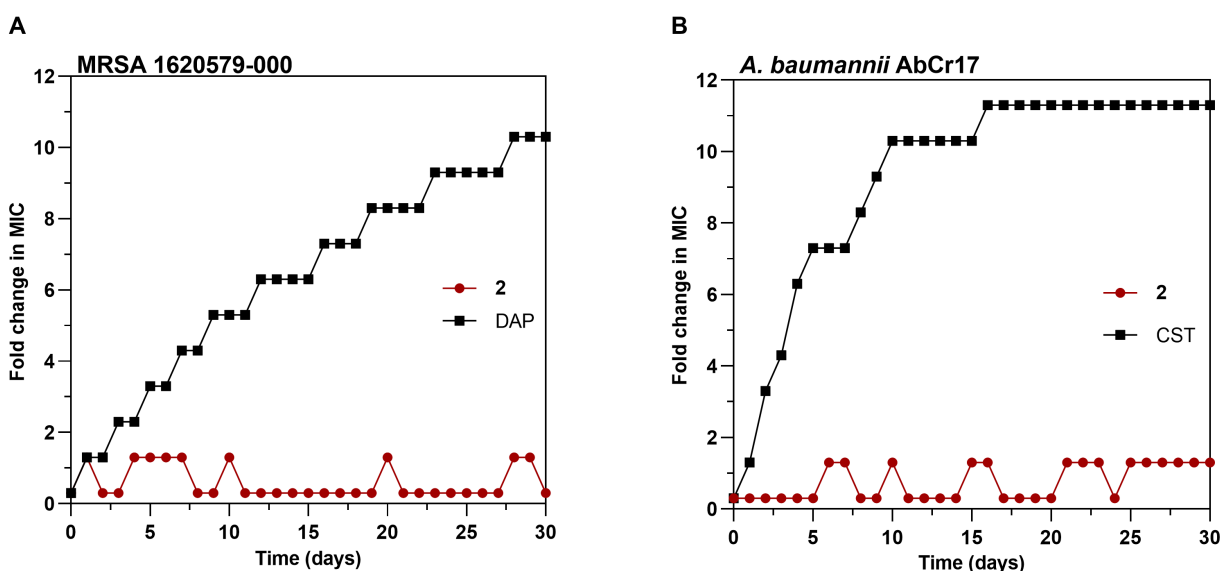 A
MRSA 1620579-000
Fold change in MIC
12
10
8
6
4
2
0
2
DAP
0 5 10 15 20 25 30
Time (days)
B
A. baumannii AbCr17
Fold change in MIC
12
10
8
6
4
2
0
2
CST
0 5 10 15 20 25 30
Time (days)